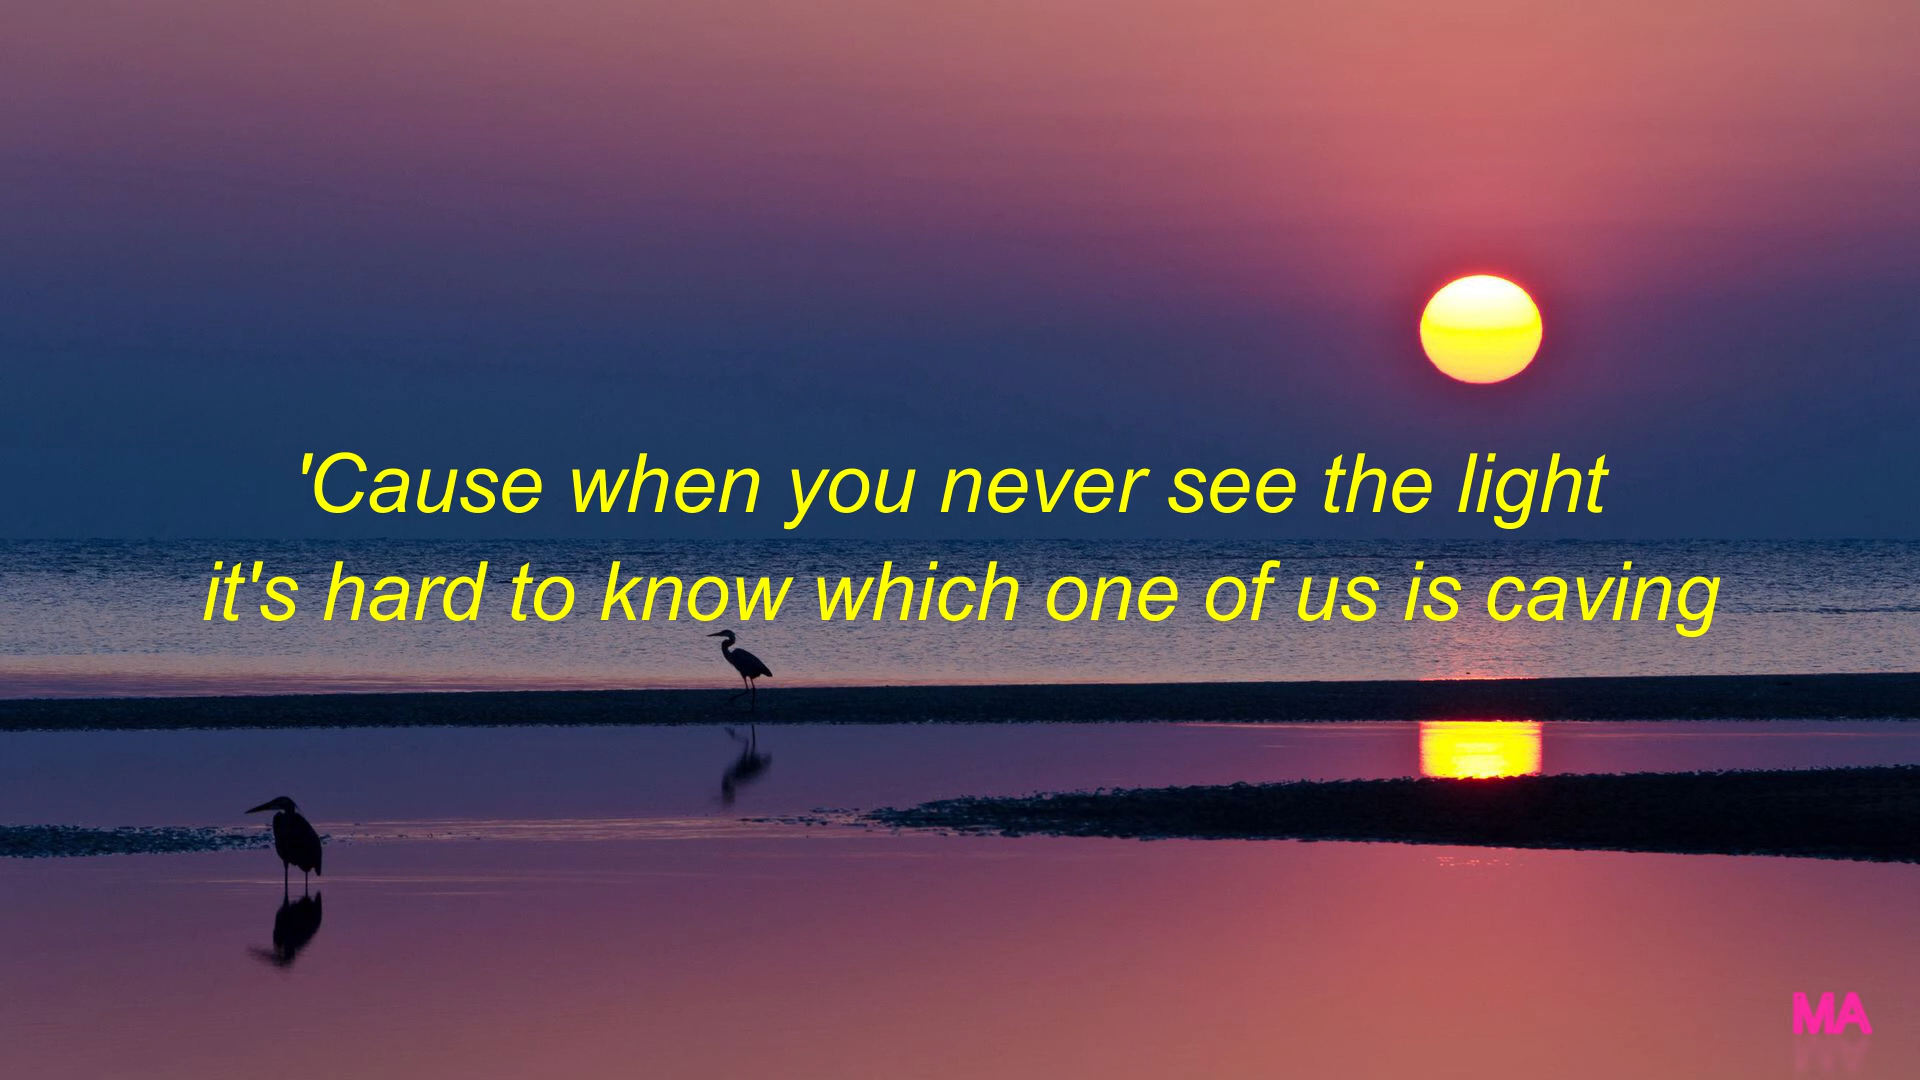 'Cause when you never see the light
it's hard to know which one of us is caving
MA